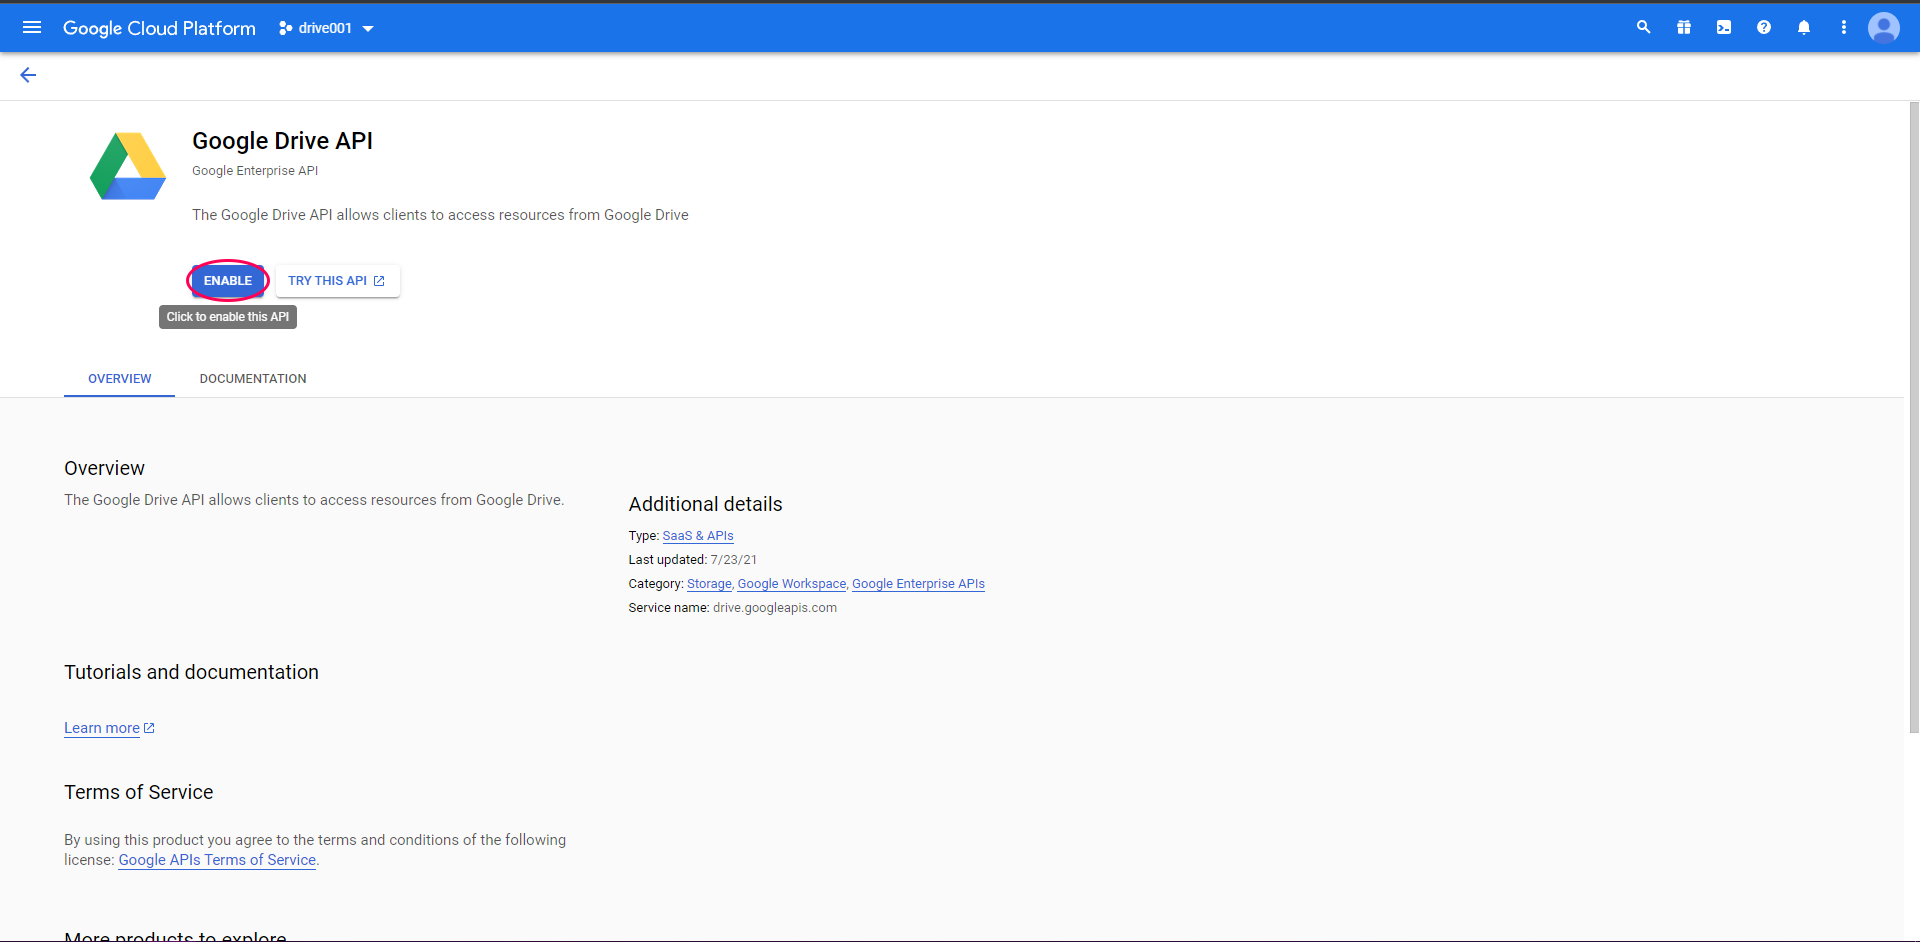 Google Cloud Platform drive001
Google Drive API
Google Enterprise API
The Google Drive API allows clients to access resources from Google Drive
ENABLE TRY THIS API
Click to enable this API
OVERVIEW DOCUMENTATION
Overview
The Google Drive API allows clients to access resources from Google Drive.
Additional details
Type: SaaS & APIs
Last updated: 7/23/21
Category: Storage, Google Workspace, Google Enterprise APIs
Service name: drive.googleapis.com
Tutorials and documentation
Learn more
Terms of Service
By using this product you agree to the terms and conditions of the following
license: Google APIs Terms of Service.
More products to explore